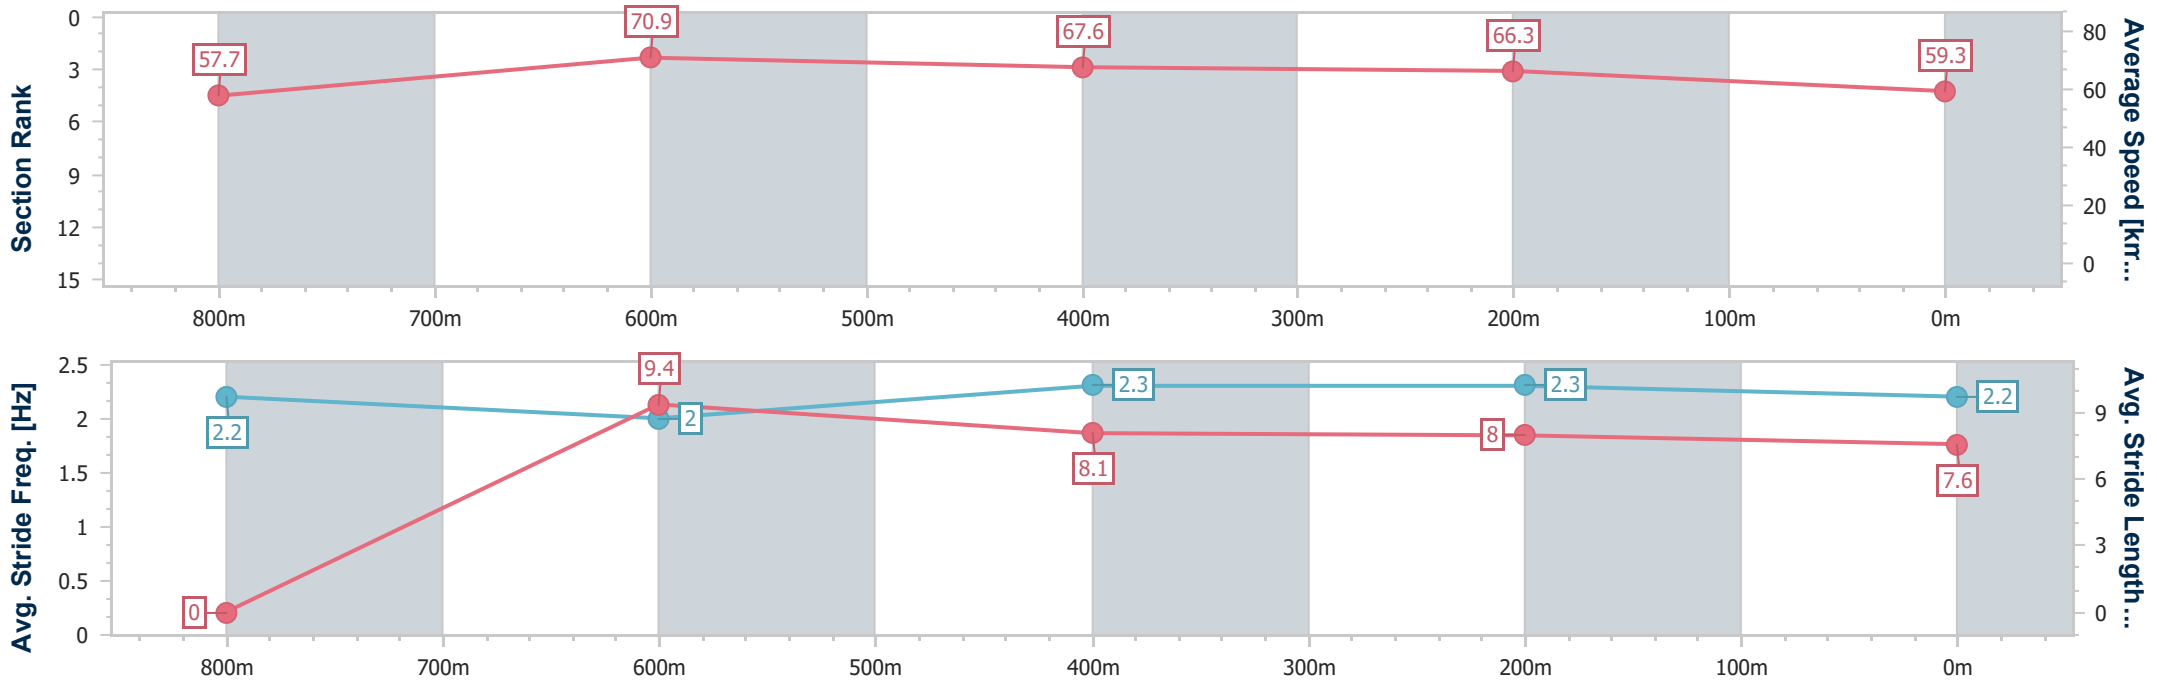 Section Rank
0
3
6
9
12
15
57.7
70.9
67.6
66.3
59.3
80
60
40
20
0
Average Speed [km...
800m
700m
600m
500m
400m
300m
200m
100m
0m
Avg. Stride Freq. [Hz]
2.5
2
1.5
1
0.5
0
2.2
2
2.3
2.3
2.2
0
9.4
8.1
8
7.6
9
6
3
0
Avg. Stride Length...
800m
700m
600m
500m
400m
300m
200m
100m
0m